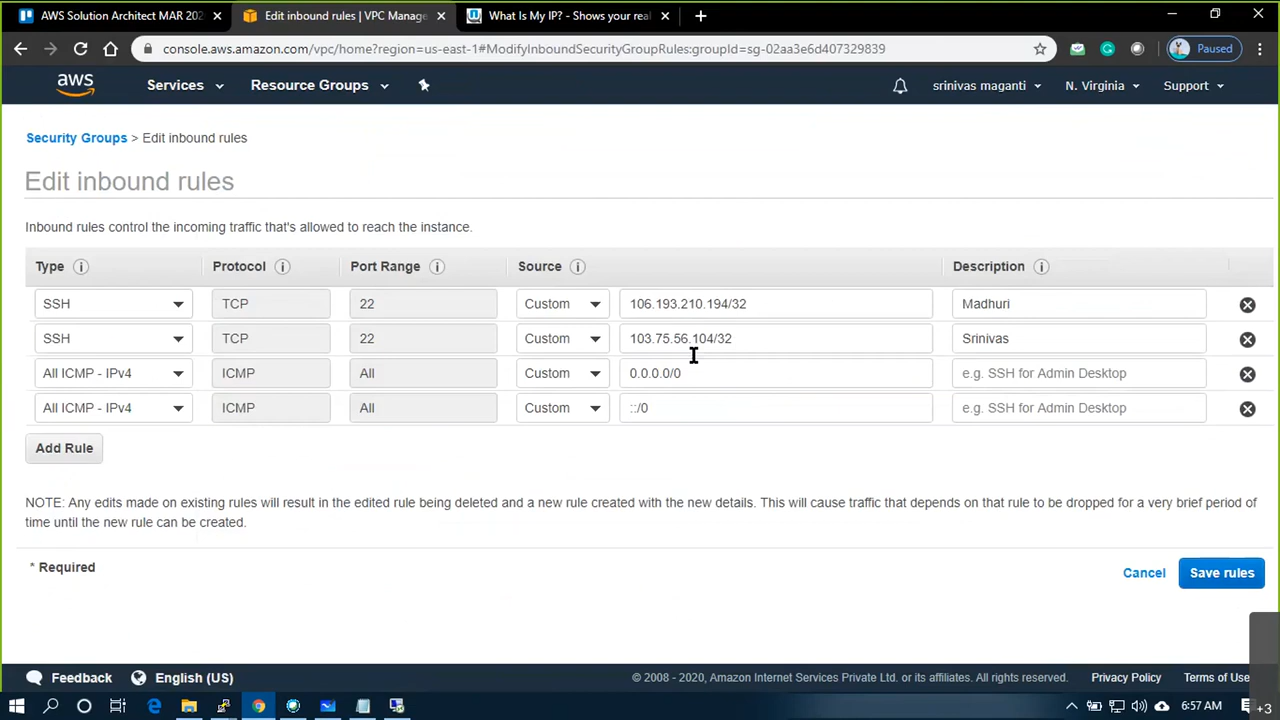 AWS Solution Architect MAR 202
Edit inbound rules | VPC Manage
What Is My IP? - Shows your real
console.aws.amazon.com/vpc/home?region=us-east-1#ModifyInboundSecurityGroupRules:groupId=sg-02aa3e6d407329839
Paused
aws
Services
Resource Groups
srinivas maganti
N. Virginia
Support
Security Groups > Edit inbound rules
Edit inbound rules
Inbound rules control the incoming traffic that's allowed to reach the instance.
Type Protocol Port Range Source Description
SSH TCP 22 Custom 106.193.210.194/32 Madhuri
SSH TCP 22 Custom 103.75.56.104/32 Srinivas
All ICMP - IPv4 ICMP All Custom 0.0.0.0/0 e.g. SSH for Admin Desktop
All ICMP - IPv4 ICMP All Custom ::/0 e.g. SSH for Admin Desktop
Add Rule
NOTE: Any edits made on existing rules will result in the edited rule being deleted and a new rule created with the new details. This will cause traffic that depends on that rule to be dropped for a very brief period of
time until the new rule can be created.
* Required
Cancel
Save rules
Feedback
English (US)
© 2008 - 2020, Amazon Internet Services Private Ltd. or its affiliates. All rights reserved.
Privacy Policy
Terms of Use
6:57 AM
+3